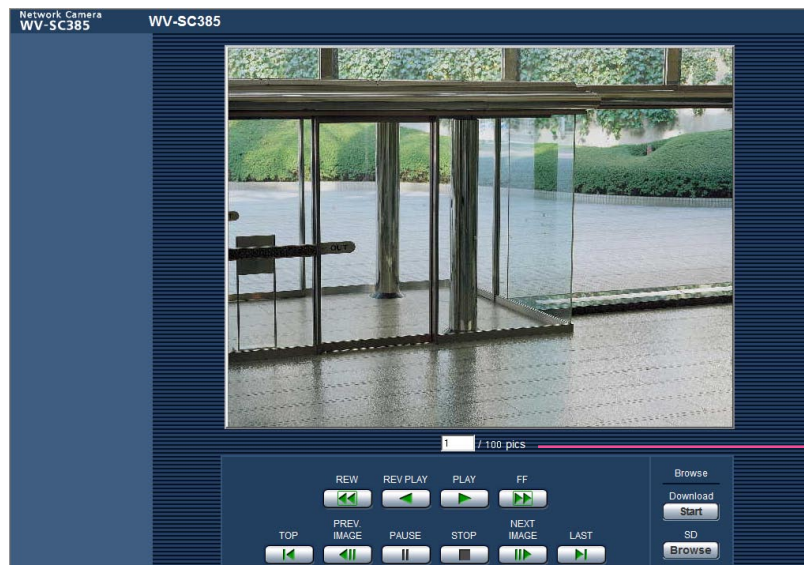 Network Camera
WV-SC385
WV-SC385
OUT
1 / 100 pics
REW REV PLAY PLAY FF
TOP PREV. IMAGE PAUSE STOP NEXT IMAGE LAST
Browse
Download
Start
SD
Browse